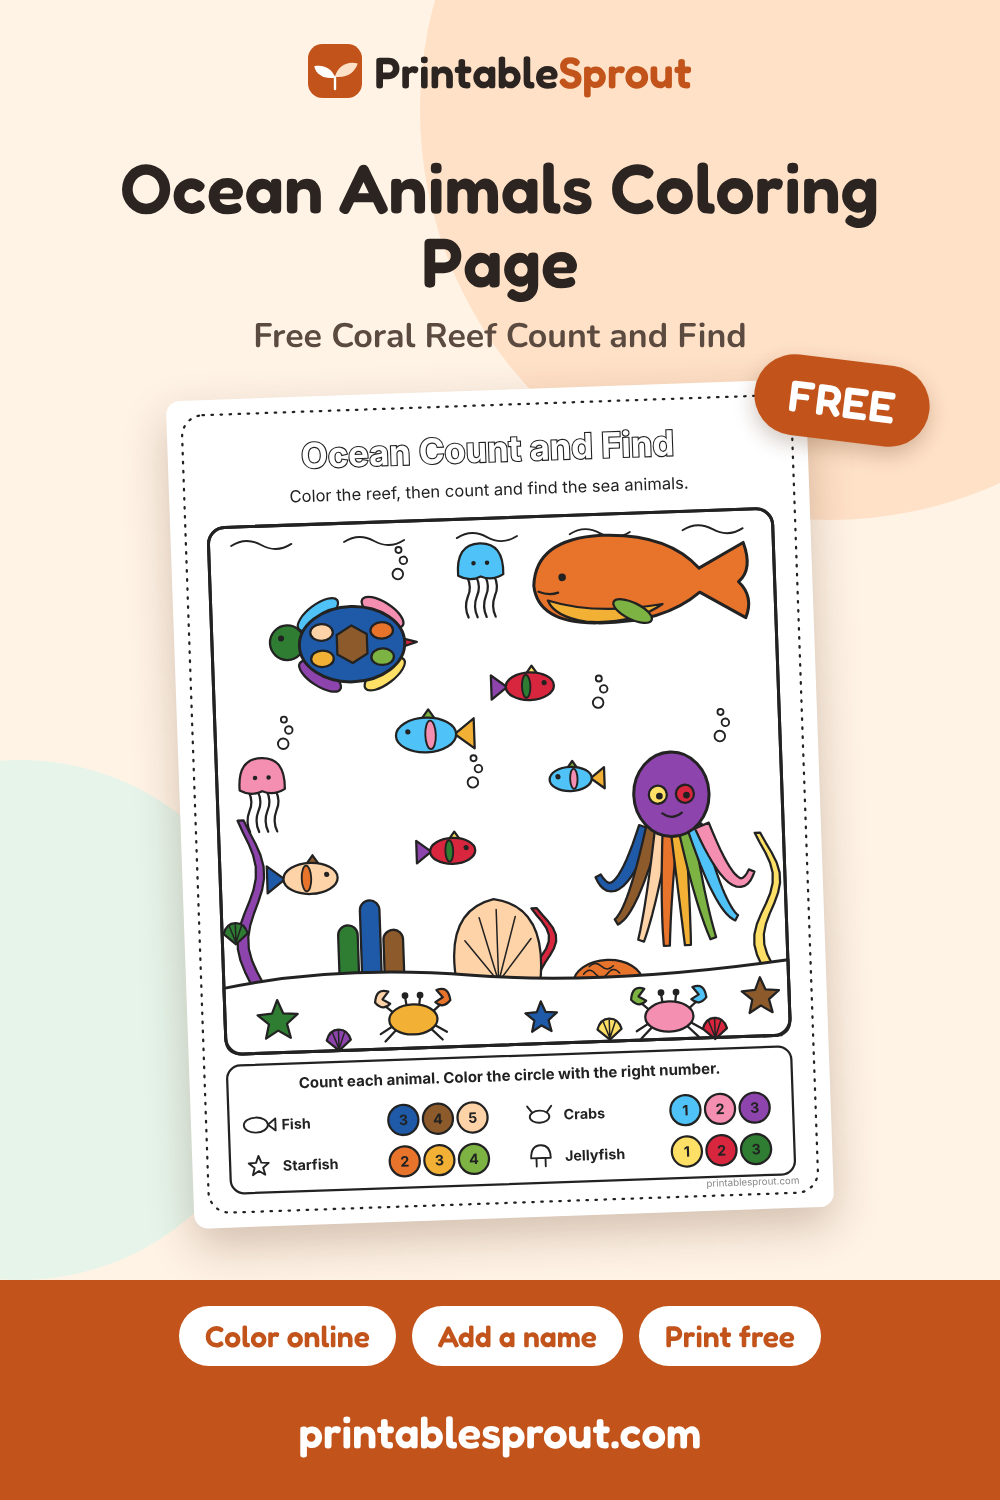 PrintableSprout
Ocean Animals Coloring
Page
Free Coral Reef Count and Find
FREE
Ocean Count and Find
Color the reef, then count and find the sea animals.
Count each animal. Color the circle with the right number.
Fish 3 4 5 Crabs 1 2 3
Starfish 2 3 4 Jellyfish 1 2 3
printablesprout.com
Color online Add a name Print free
printablesprout.com